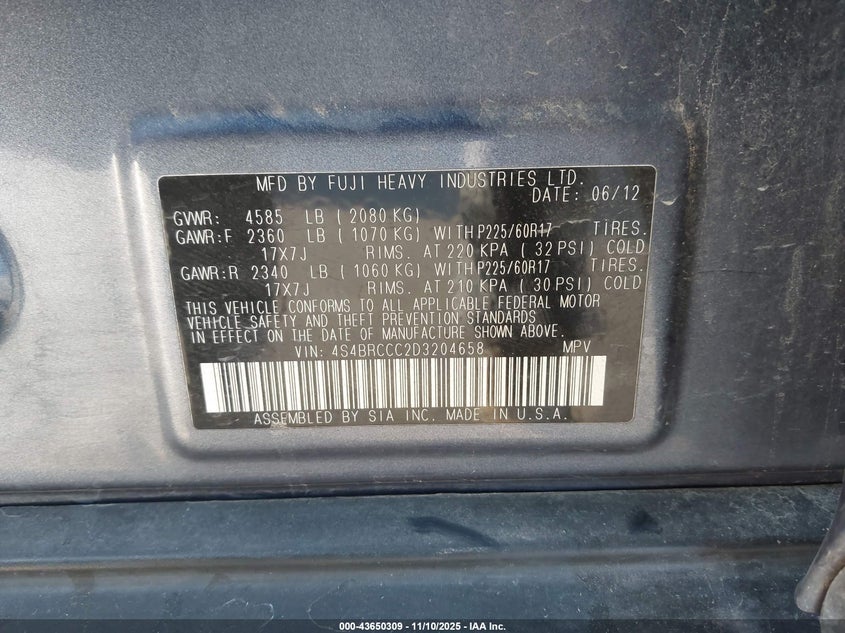 MFD BY FUJI HEAVY INDUSTRIES LTD.
DATE: 06/12
GVWR: 4585 LB ( 2080 KG)
GAWR:F 2360 LB ( 1070 KG) WITH P225/60R17 TIRES.
17X7J RIMS. AT 220 KPA ( 32 PSI) COLD
GAWR:R 2340 LB ( 1060 KG) WITH P225/60R17 TIRES.
17X7J RIMS. AT 210 KPA ( 30 PSI) COLD
THIS VEHICLE CONFORMS TO ALL APPLICABLE FEDERAL MOTOR
VEHICLE SAFETY AND THEFT PREVENTION STANDARDS
IN EFFECT ON THE DATE OF MANUFACTURE SHOWN ABOVE.
VIN: 4S4BRCCC2D3204658 MPV
ASSEMBLED BY SIA INC. MADE IN U.S.A.
000-43650309 - 11/10/2025 - IAA Inc.